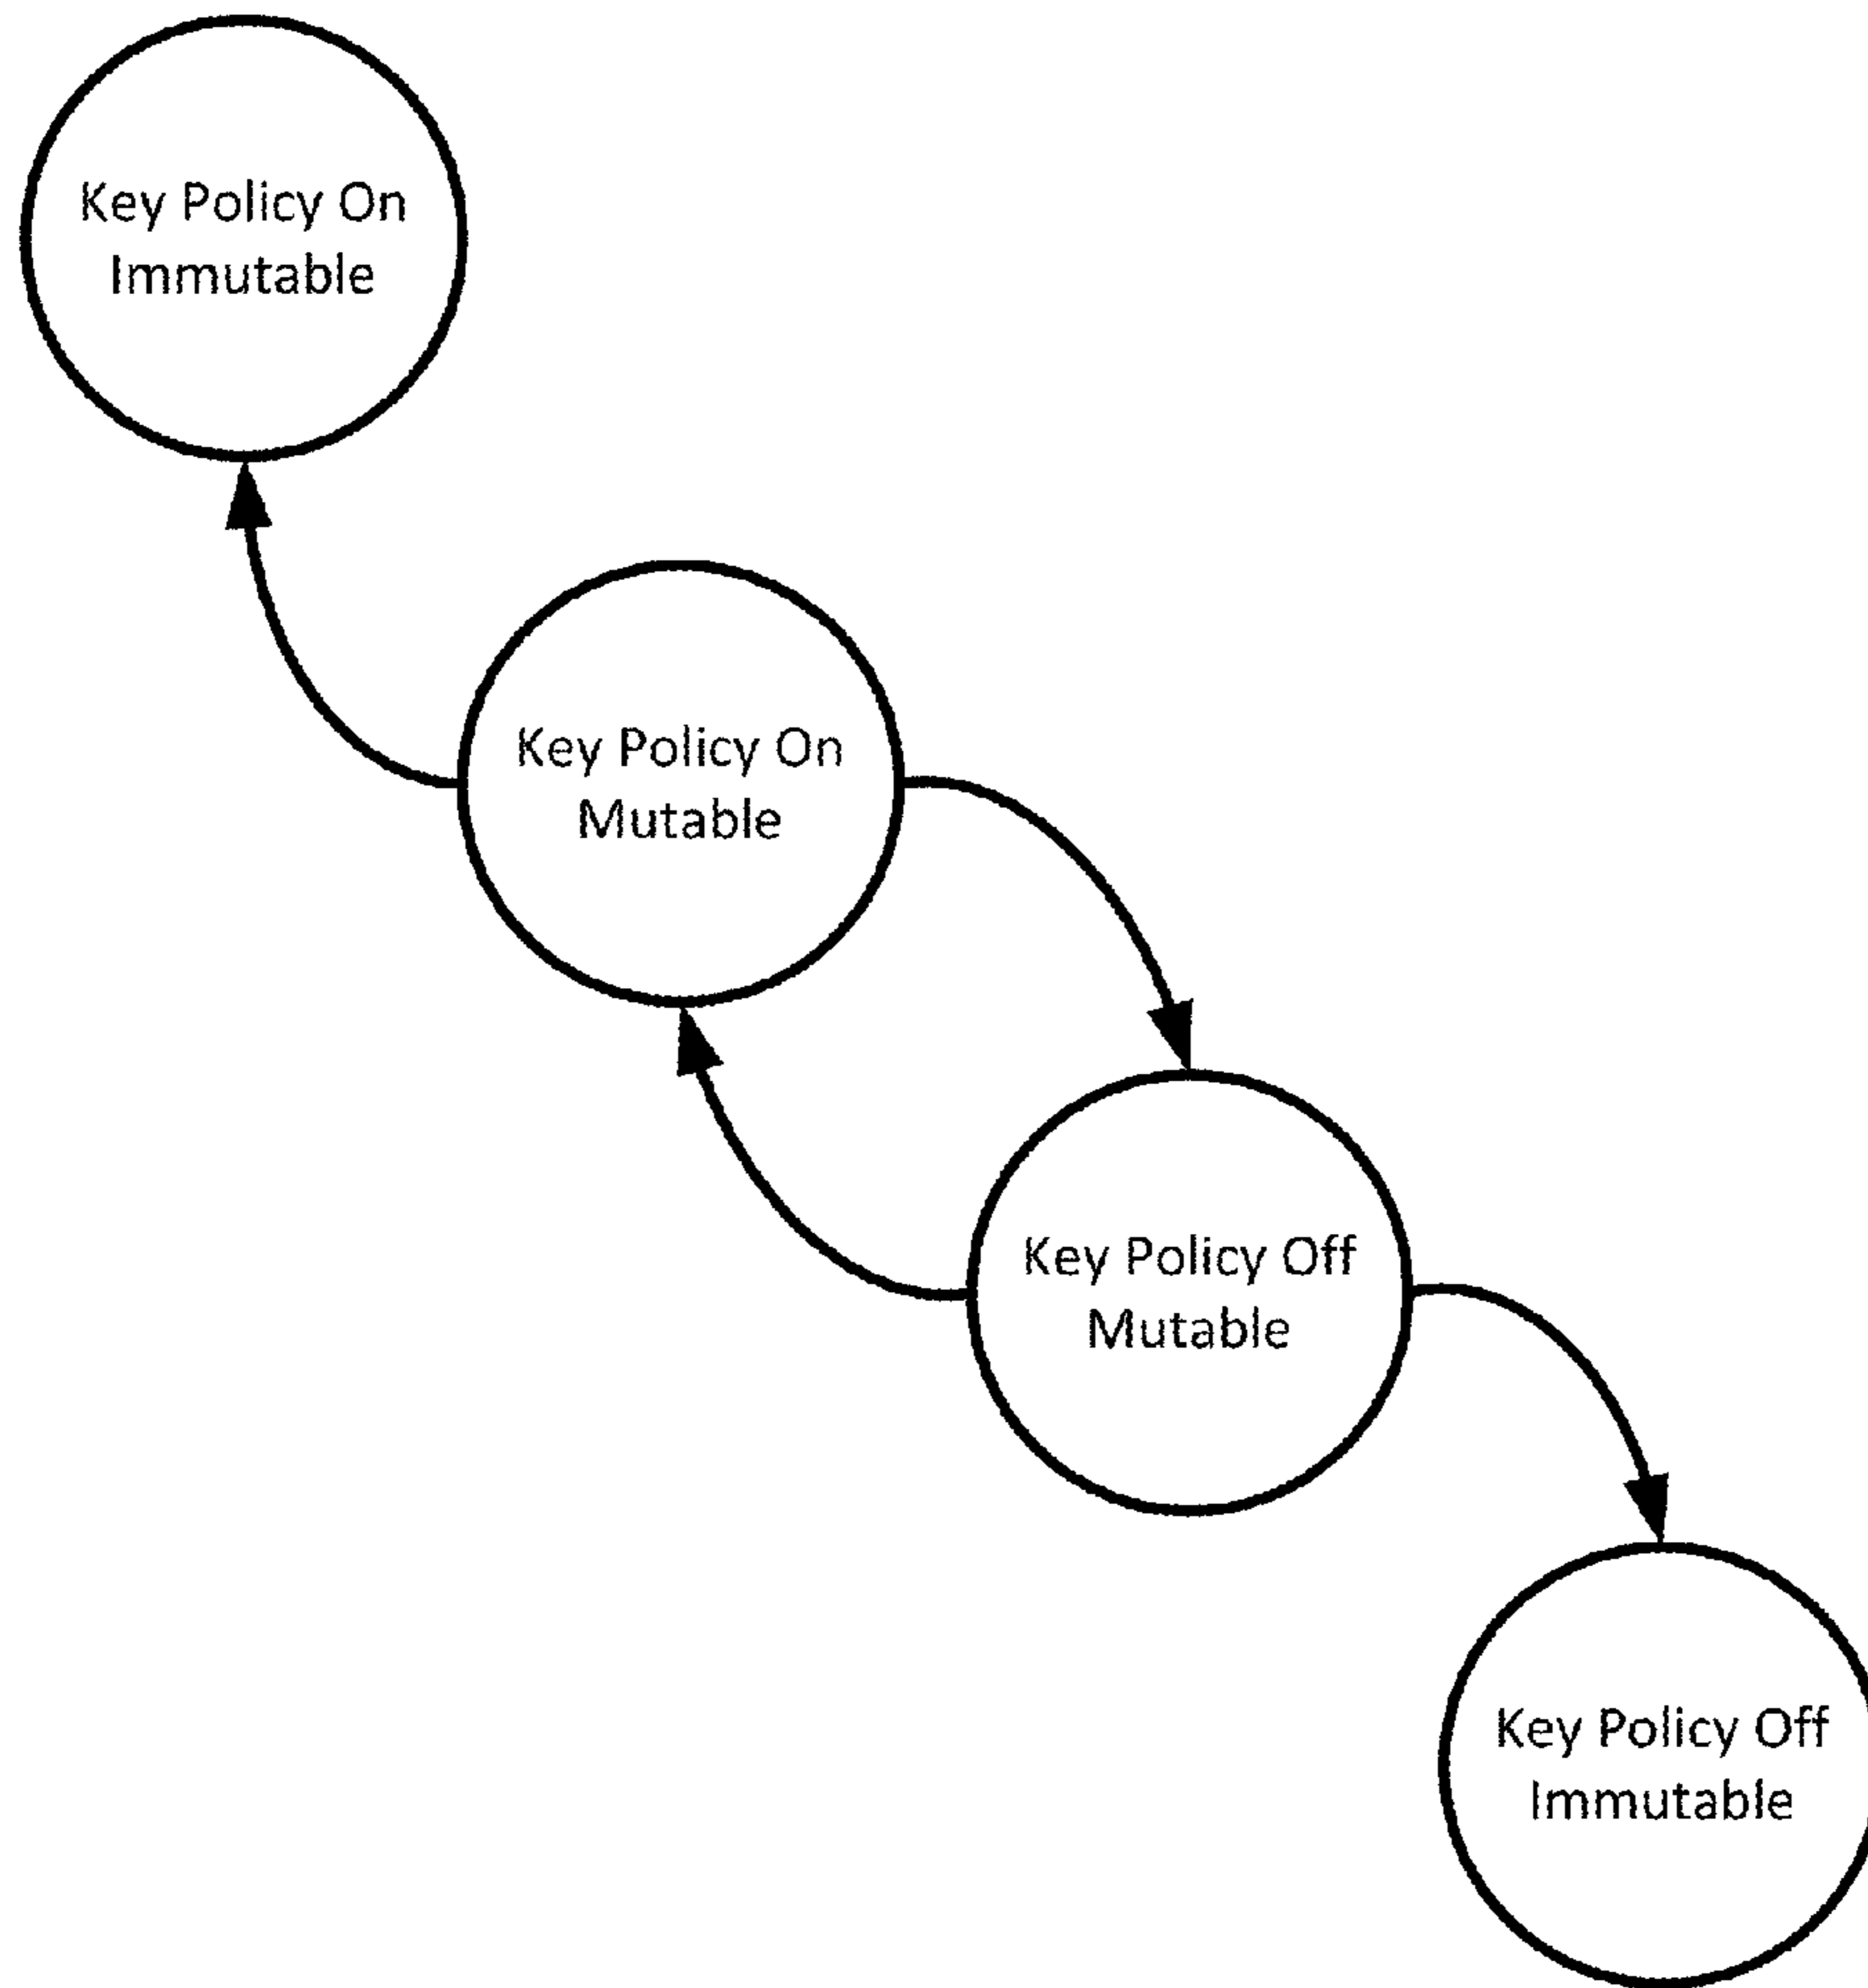 Key Policy On
Immutable
Key Policy On
Mutable
Key Policy Off
Mutable
Key Policy Off
Immutable